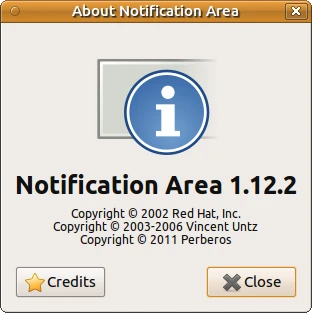 About Notification Area
Notification Area 1.12.2
Copyright © 2002 Red Hat, Inc.
Copyright © 2003-2006 Vincent Untz
Copyright © 2011 Perberos
Credits
Close